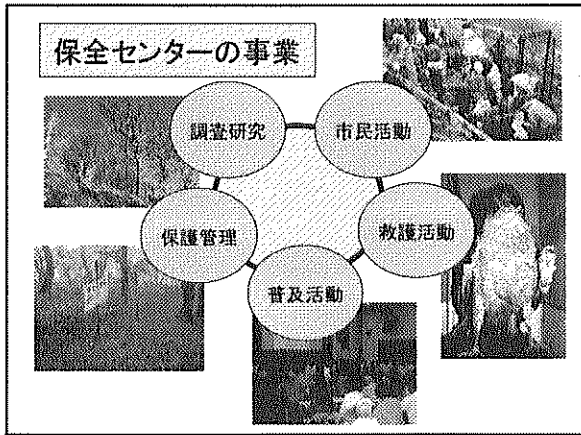 保全センターの事業
調査研究
市民活動
保護管理
救護活動
普及活動